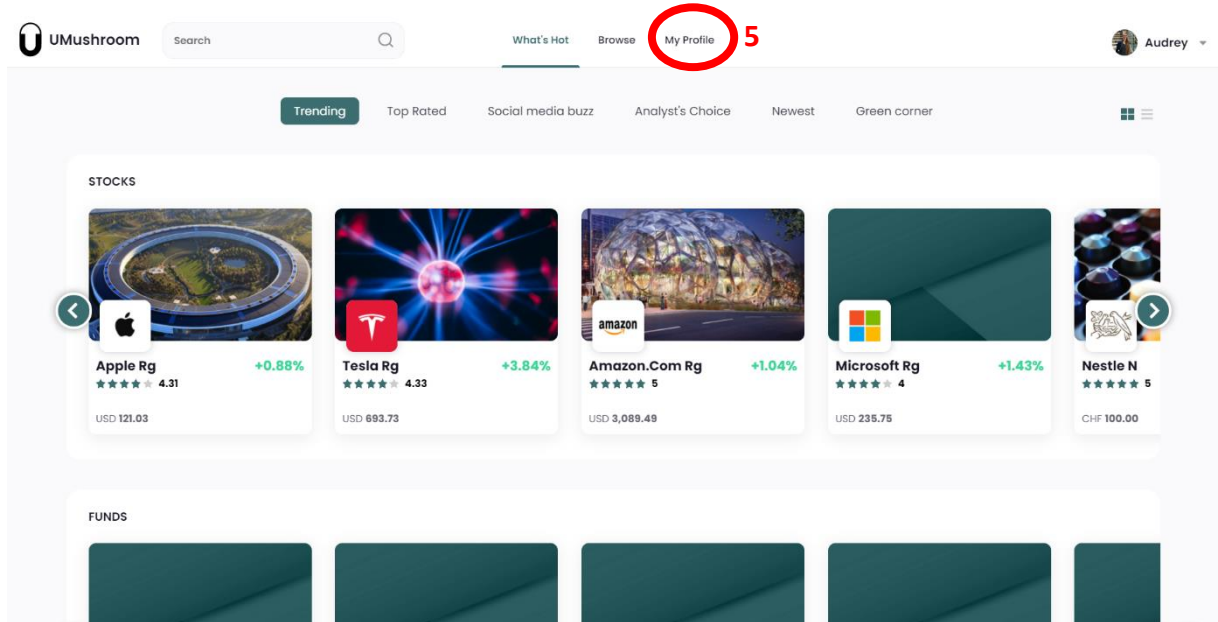 UMushroom Search What's Hot Browse My Profile 5 Audrey
Trending Top Rated Social media buzz Analyst's Choice Newest Green corner
STOCKS
amazon
Apple Rg +0.88% Tesla Rg +3.84% Amazon.Com Rg +1.04% Microsoft Rg +1.43% Nestle N
4.31 4.33 5 4 5
USD 121.03 USD 693.73 USD 3,089.49 USD 235.75 CHF 100.00
FUNDS